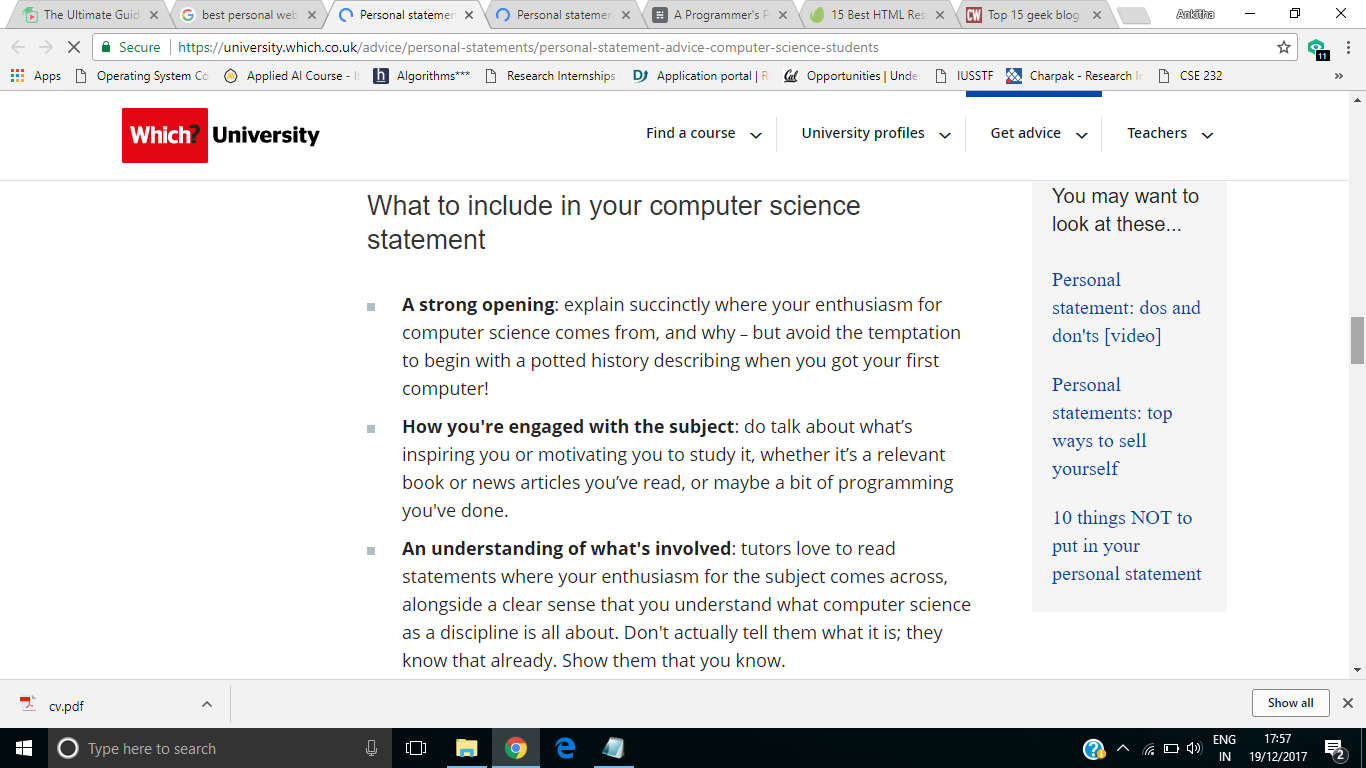 The Ultimate Guid
best personal web
Personal statemen
Personal statemen
A Programmer's P
15 Best HTML Res
Top 15 geek blog
Ankitha
Secure
https://university.which.co.uk/advice/personal-statements/personal-statement-advice-computer-science-students
11
Apps
Operating System Co
Applied AI Course - It
h
Algorithms***
Research Internships
Application portal | R
Cal
Opportunities | Unde
IUSSTF
Charpak - Research In
CSE 232
»
Which? University
Find a course
University profiles
Get advice
Teachers
What to include in your computer science
statement
A strong opening: explain succinctly where your enthusiasm for
computer science comes from, and why – but avoid the temptation
to begin with a potted history describing when you got your first
computer!
How you're engaged with the subject: do talk about what’s
inspiring you or motivating you to study it, whether it’s a relevant
book or news articles you’ve read, or maybe a bit of programming
you've done.
An understanding of what's involved: tutors love to read
statements where your enthusiasm for the subject comes across,
alongside a clear sense that you understand what computer science
as a discipline is all about. Don't actually tell them what it is; they
know that already. Show them that you know.
You may want to
look at these...
Personal
statement: dos and
don'ts [video]
Personal
statements: top
ways to sell
yourself
10 things NOT to
put in your
personal statement
cv.pdf
Show all
Type here to search
ENG
IN
17:57
19/12/2017
2